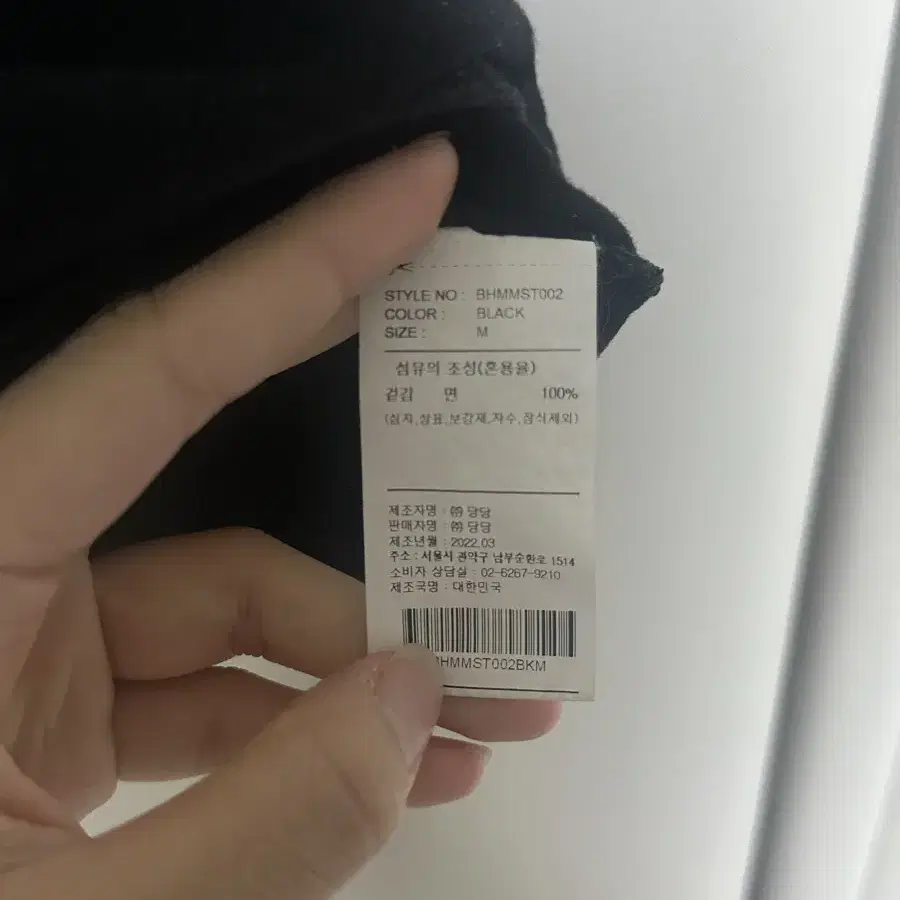 STYLE NO : BHMMST002
COLOR : BLACK
SIZE : M
섬유의 조성(혼용율)
겉감 면 100%
(심지,상표,보강제,자수,장식제외)
제조자명 : ㈜ 당당
판매자명 : ㈜ 당당
제조년월 : 2022.03
주소 : 서울시 관악구 남부순환로 1514
소비자 상담실 : 02-6267-9210
제조국명 : 대한민국
BHMMST002BKM